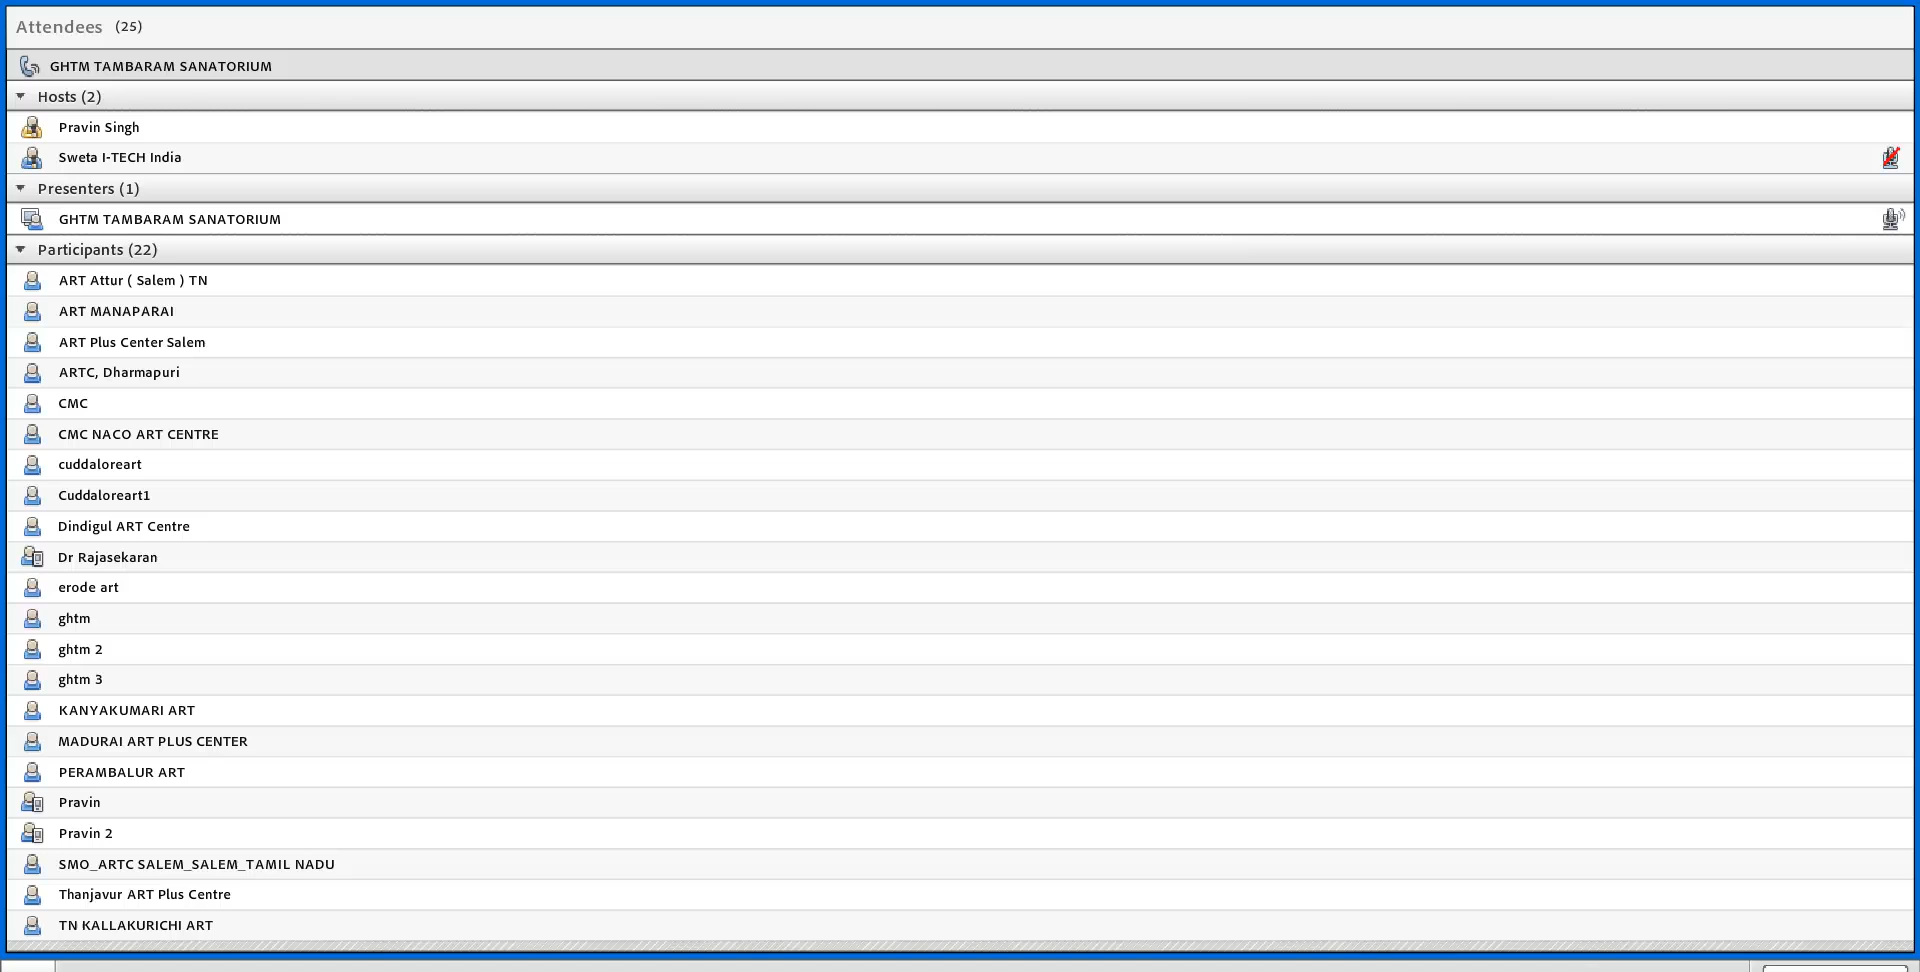 Attendees (25)
GHTM TAMBARAM SANATORIUM
Hosts (2)
Pravin Singh
Sweta I-TECH India
Presenters (1)
GHTM TAMBARAM SANATORIUM
Participants (22)
ART Attur ( Salem ) TN
ART MANAPARAI
ART Plus Center Salem
ARTC, Dharmapuri
CMC
CMC NACO ART CENTRE
cuddaloreart
Cuddaloreart1
Dindigul ART Centre
Dr Rajasekaran
erode art
ghtm
ghtm 2
ghtm 3
KANYAKUMARI ART
MADURAI ART PLUS CENTER
PERAMBALUR ART
Pravin
Pravin 2
SMO_ARTC SALEM_SALEM_TAMIL NADU
Thanjavur ART Plus Centre
TN KALLAKURICHI ART